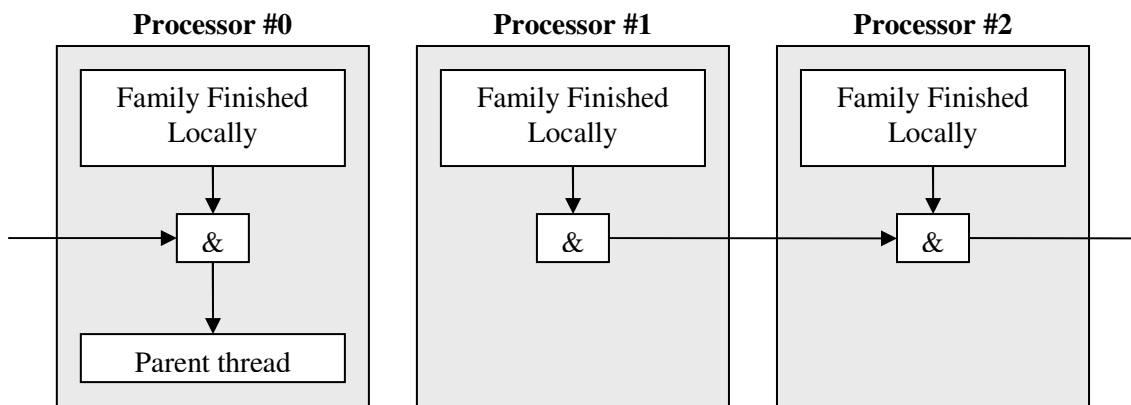 Processor #0
Processor #1
Processor #2
Family Finished
Locally
Family Finished
Locally
Family Finished
Locally
&
&
&
Parent thread